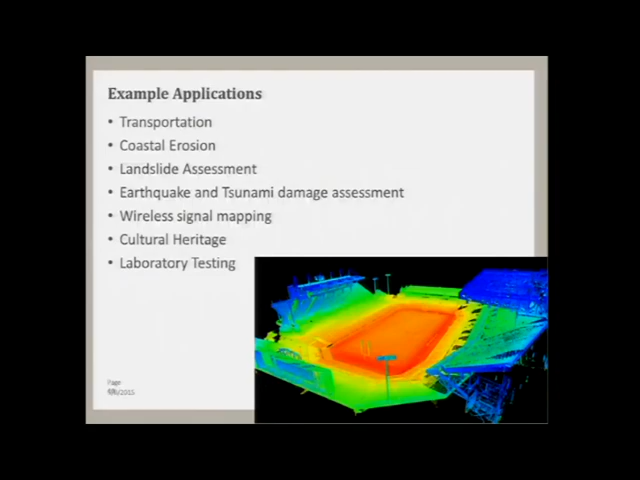 Example Applications
• Transportation
• Coastal Erosion
• Landslide Assessment
• Earthquake and Tsunami damage assessment
• Wireless signal mapping
• Cultural Heritage
• Laboratory Testing
Page